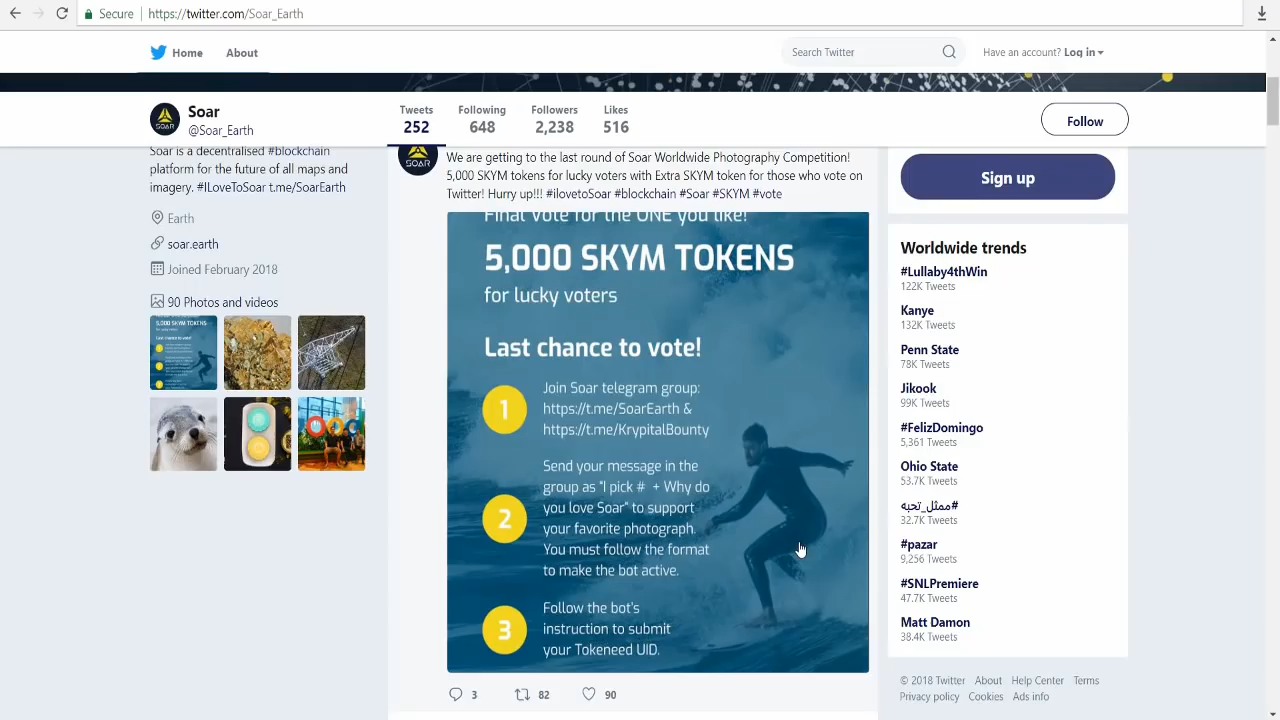 Secure https://twitter.com/Soar_Earth
Home About Search Twitter Have an account? Log in
Soar
@Soar_Earth
Tweets Following Followers Likes
252 648 2,238 516
Follow
Soar is a decentralised #blockchain
platform for the future of all maps and
imagery. #ILoveToSoar t.me/SoarEarth
Earth
soar.earth
Joined February 2018
90 Photos and videos
5,000 SKYM TOKENS
Last chance to vote!
SOAR
We are getting to the last round of Soar Worldwide Photography Competition!
5,000 SKYM tokens for lucky voters with Extra SKYM token for those who vote on
Twitter! Hurry up!!! #ilovetoSoar #blockchain #Soar #SKYM #vote
Final Vote for the ONE you like!
5,000 SKYM TOKENS
for lucky voters
Last chance to vote!
1
Join Soar telegram group:
https://t.me/SoarEarth &
https://t.me/KrypitalBounty
2
Send your message in the
group as "I pick # + Why do
you love Soar" to support
your favorite photograph.
You must follow the format
to make the bot active.
3
Follow the bot's
instruction to submit
your Tokeneed UID.
3 82 90
Sign up
Worldwide trends
#Lullaby4thWin
122K Tweets
Kanye
132K Tweets
Penn State
78K Tweets
Jikook
99K Tweets
#FelizDomingo
5,361 Tweets
Ohio State
53.7K Tweets
#ممثل_تحبه
32.7K Tweets
#pazar
9,256 Tweets
#SNLPremiere
47.7K Tweets
Matt Damon
38.4K Tweets
© 2018 Twitter About Help Center Terms
Privacy policy Cookies Ads info